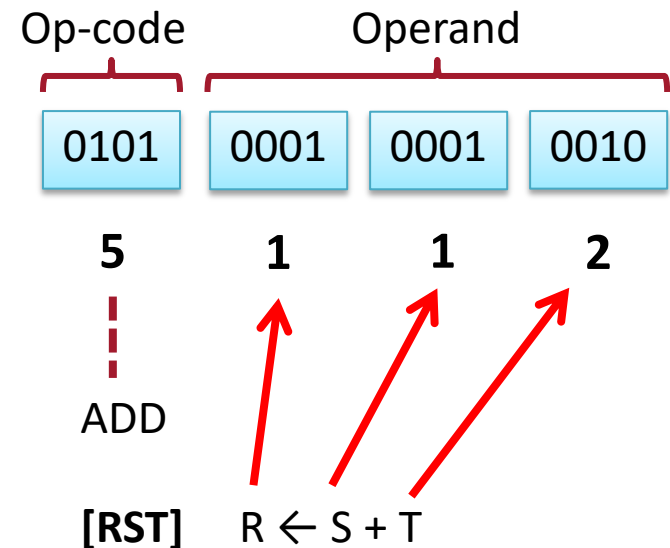 Op-code Operand
0101 0001 0001 0010
5 1 1 2
ADD
[RST] R ← S + T